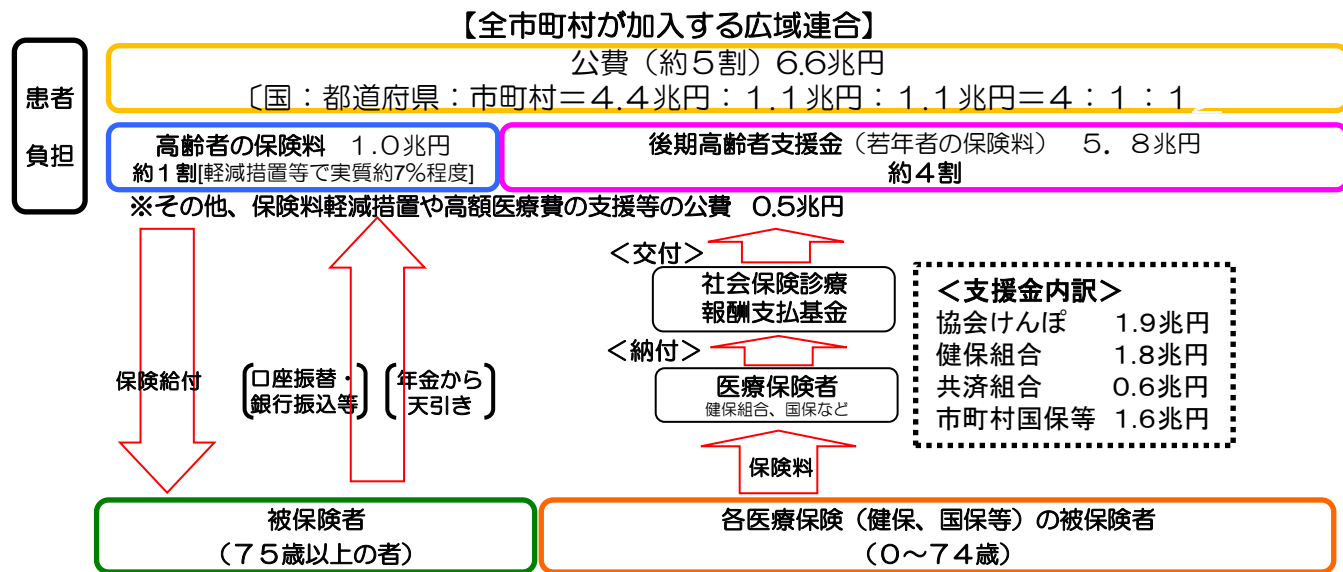 【全市町村が加入する広域連合】
患者
負担
公費（約５割）６.６兆円
〔国：都道府県：市町村＝４.４兆円：１.１兆円：１.１兆円＝４：１：１
高齢者の保険料　１.０兆円
約１割[軽減措置等で実質約7％程度]
後期高齢者支援金（若年者の保険料）　５．８兆円
約４割
※その他、保険料軽減措置や高額医療費の支援等の公費　０.５兆円
＜交付＞
社会保険診療
報酬支払基金
＜納付＞
医療保険者
健保組合、国保など
保険料
＜支援金内訳＞
協会けんぽ　１.９兆円
健保組合　１.８兆円
共済組合　０.６兆円
市町村国保等　１.６兆円
保険給付
口座振替・
銀行振込等
年金から
天引き
被保険者
（７５歳以上の者）
各医療保険（健保、国保等）の被保険者
（０～７４歳）